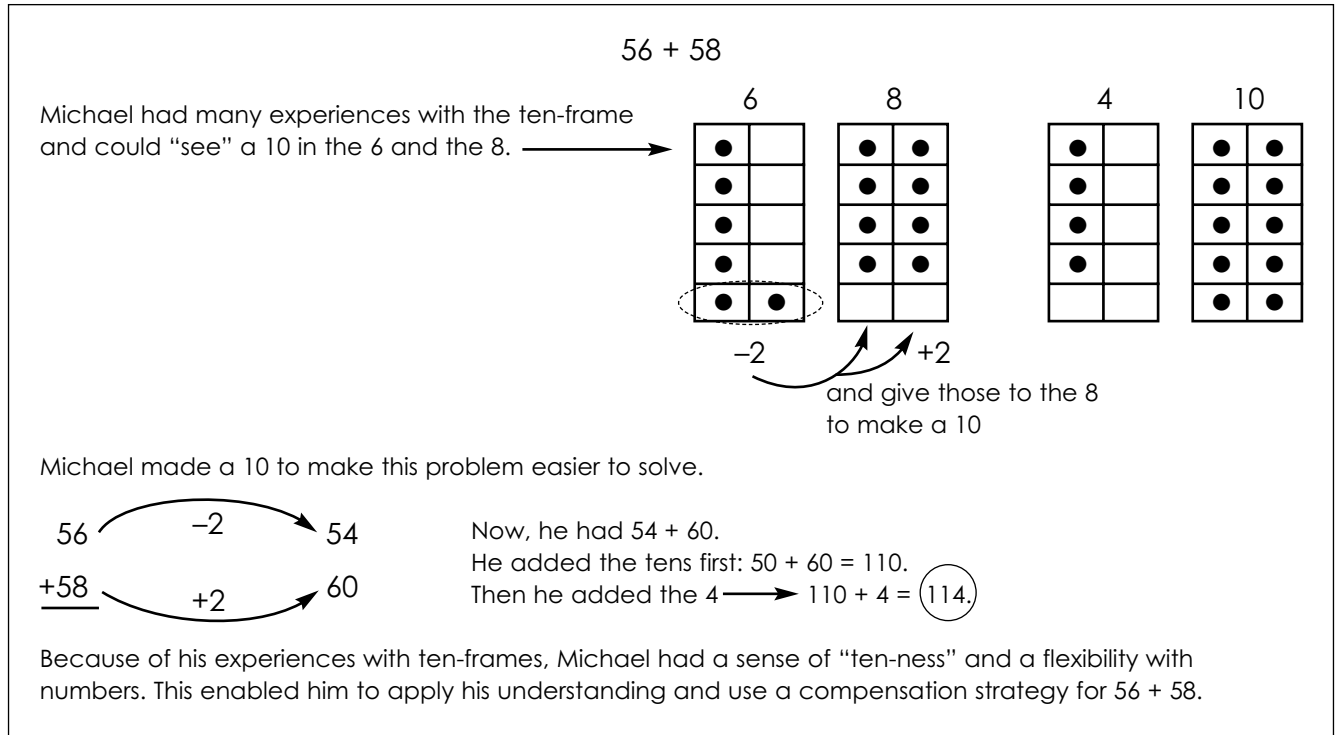 56 + 58
Michael had many experiences with the ten-frame
and could “see” a 10 in the 6 and the 8.
6 8 4 10
–2 +2
and give those to the 8
to make a 10
Michael made a 10 to make this problem easier to solve.
56 –2 54
+58 +2 60
Now, he had 54 + 60.
He added the tens first: 50 + 60 = 110.
Then he added the 4 110 + 4 = 114.
Because of his experiences with ten-frames, Michael had a sense of “ten-ness” and a flexibility with
numbers. This enabled him to apply his understanding and use a compensation strategy for 56 + 58.